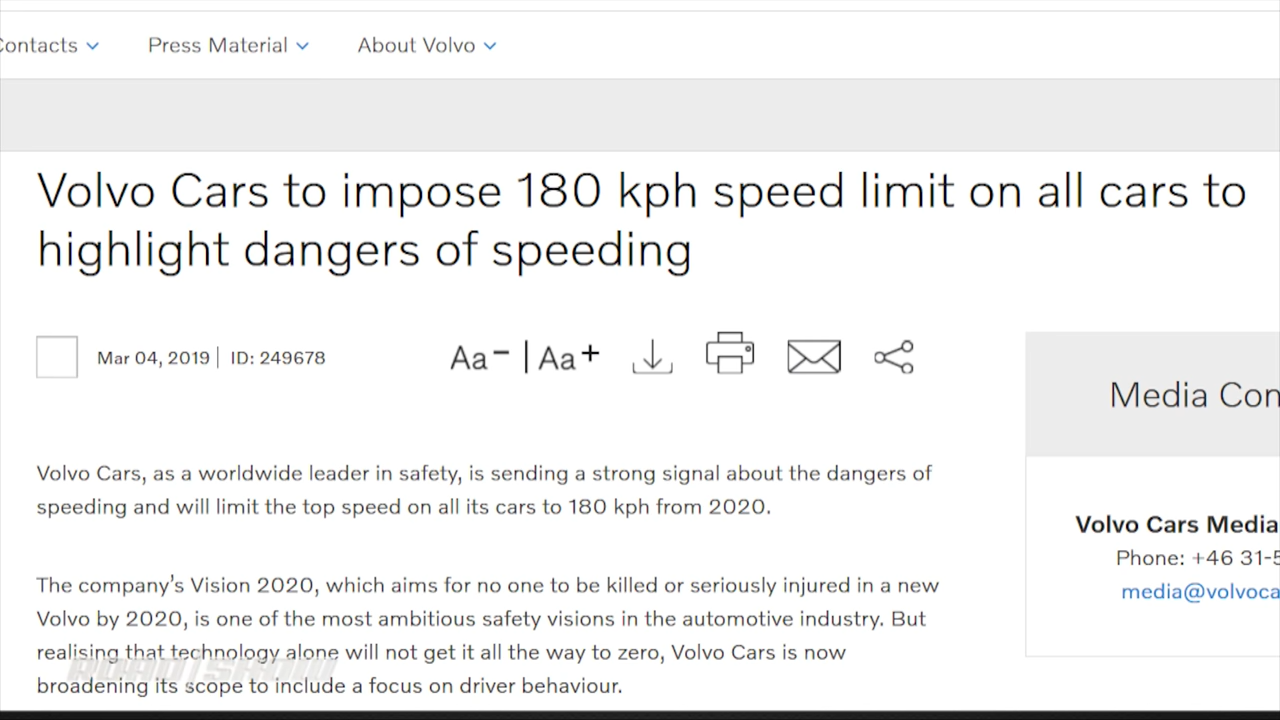 Contacts Press Material About Volvo
Volvo Cars to impose 180 kph speed limit on all cars to
highlight dangers of speeding
Mar 04, 2019 | ID: 249678
Aa− | Aa+
Media Con
Volvo Cars, as a worldwide leader in safety, is sending a strong signal about the dangers of
speeding and will limit the top speed on all its cars to 180 kph from 2020.
Volvo Cars Media
Phone: +46 31-5
media@volvoca
The company's Vision 2020, which aims for no one to be killed or seriously injured in a new
Volvo by 2020, is one of the most ambitious safety visions in the automotive industry. But
realising that technology alone will not get it all the way to zero, Volvo Cars is now
broadening its scope to include a focus on driver behaviour.
ROAD/SHOW